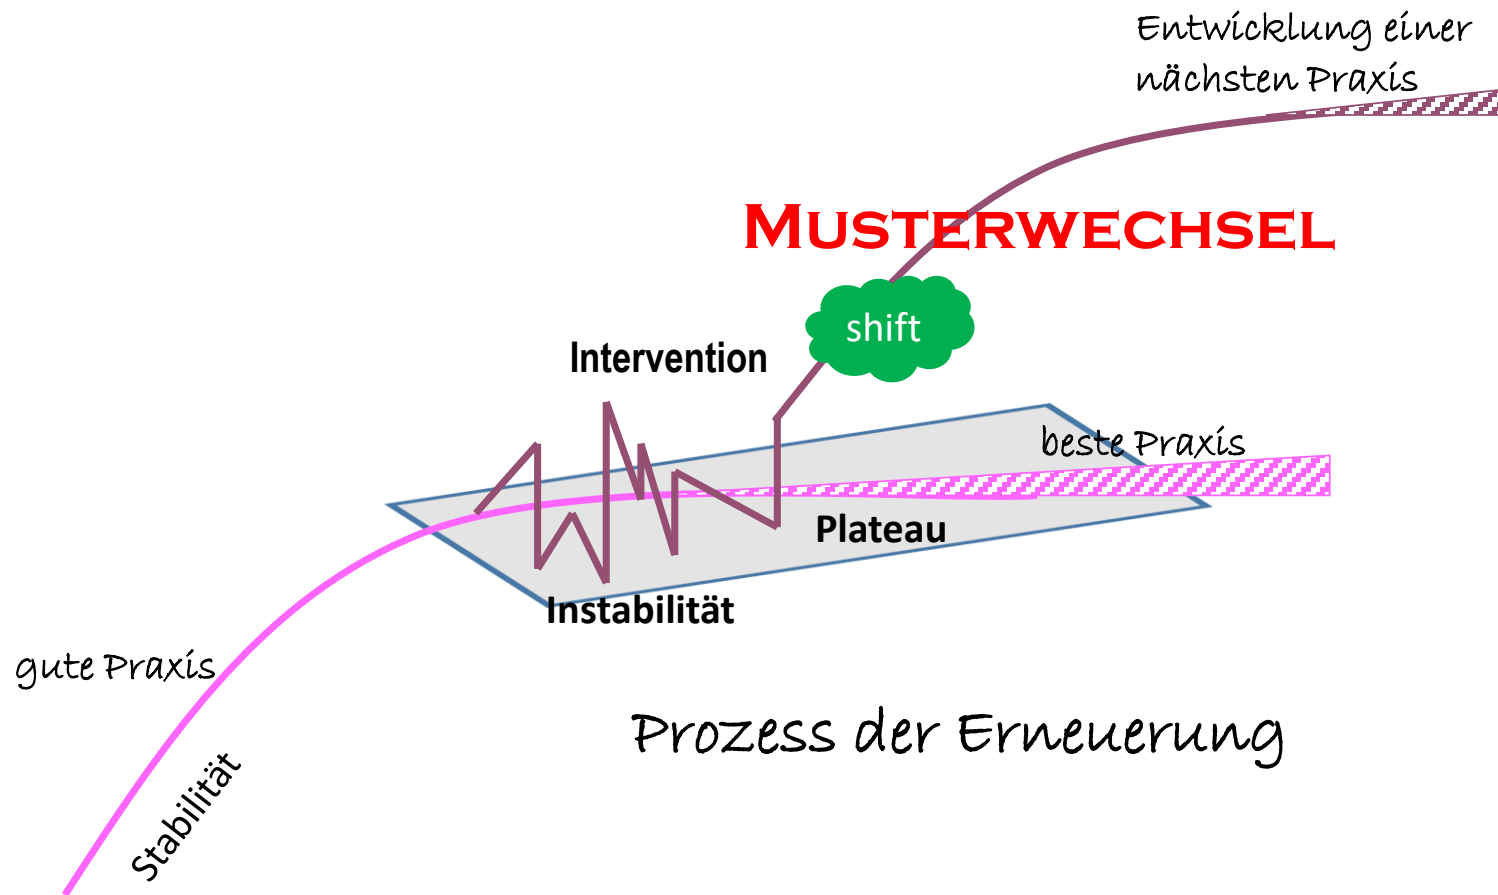 Entwicklung einer
nächsten Praxis
MUSTERWECHSEL
shift
Intervention
beste Praxis
Plateau
Instabilität
gute Praxis
Prozess der Erneuerung
Stabilität